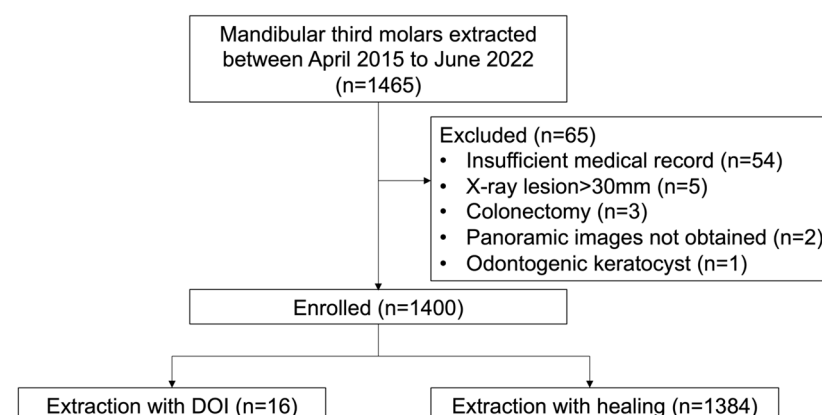 Mandibular third molars extracted
between April 2015 to June 2022
(n=1465)
Excluded (n=65)
• Insufficient medical record (n=54)
• X-ray lesion>30mm (n=5)
• Colonectomy (n=3)
• Panoramic images not obtained (n=2)
• Odontogenic keratocyst (n=1)
Enrolled (n=1400)
Extraction with DOI (n=16)
Extraction with healing (n=1384)